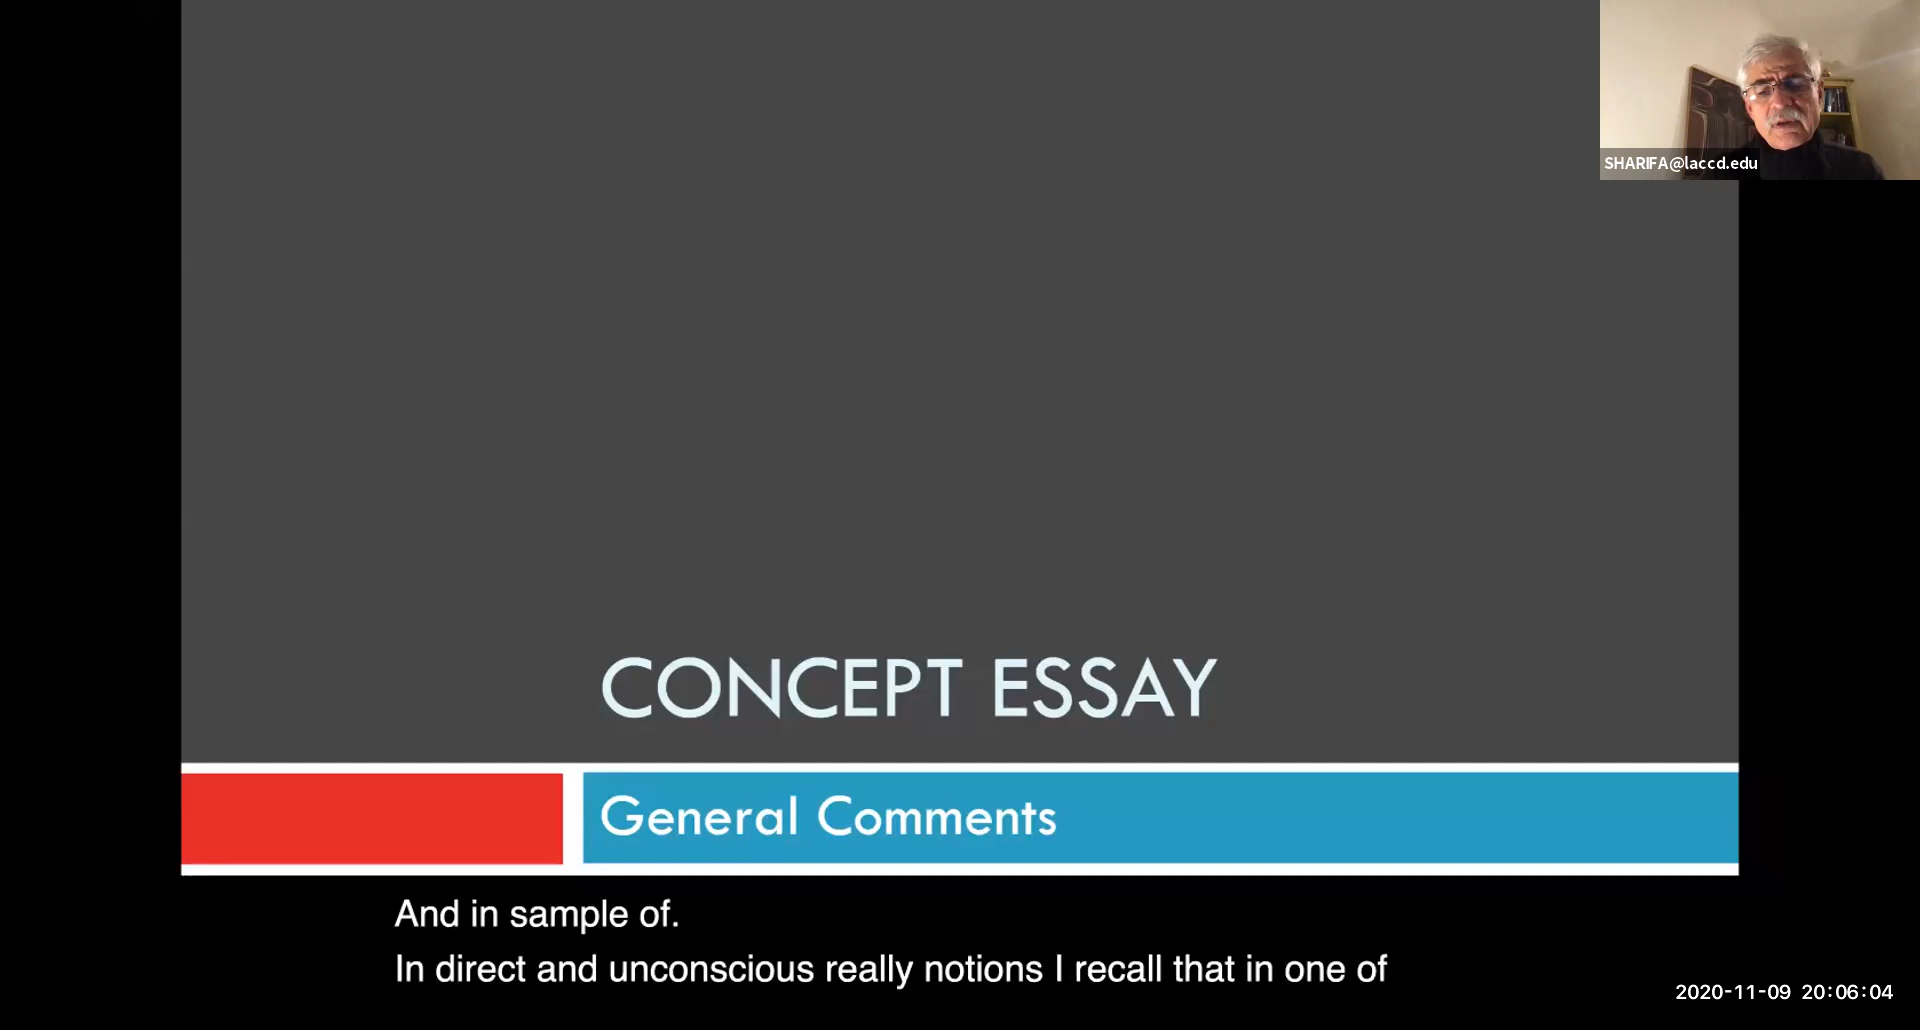 SHARIFA@laccd.edu
CONCEPT ESSAY
General Comments
And in sample of.
In direct and unconscious really notions I recall that in one of
2020-11-09 20:06:04